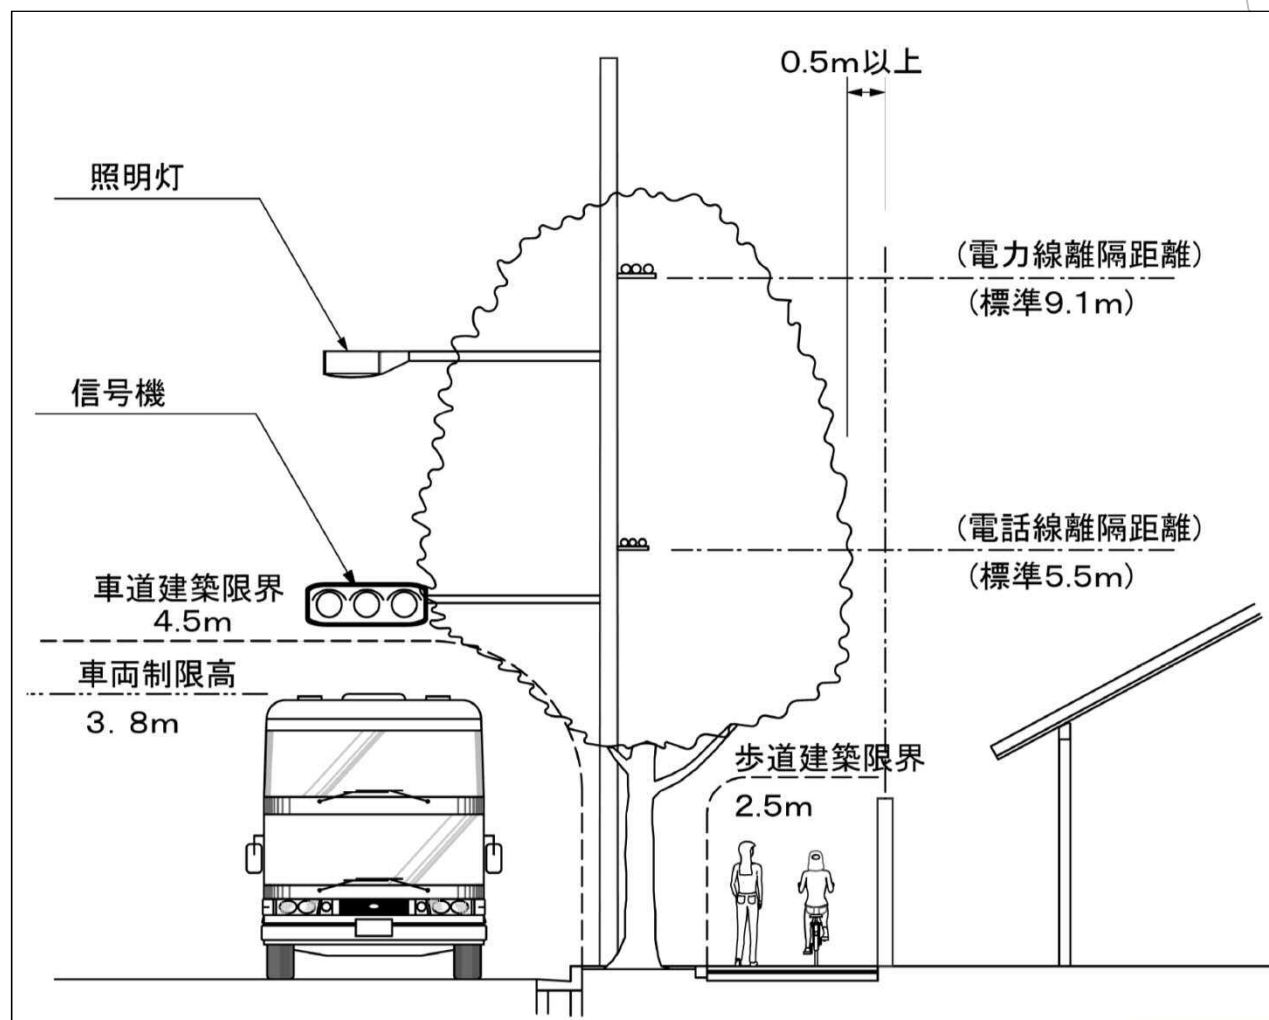 0.5m以上
照明灯
(電力線離隔距離)
(標準9.1m)
信号機
(電話線離隔距離)
(標準5.5m)
車道建築限界
4.5m
車両制限高
3. 8m
歩道建築限界
2.5m